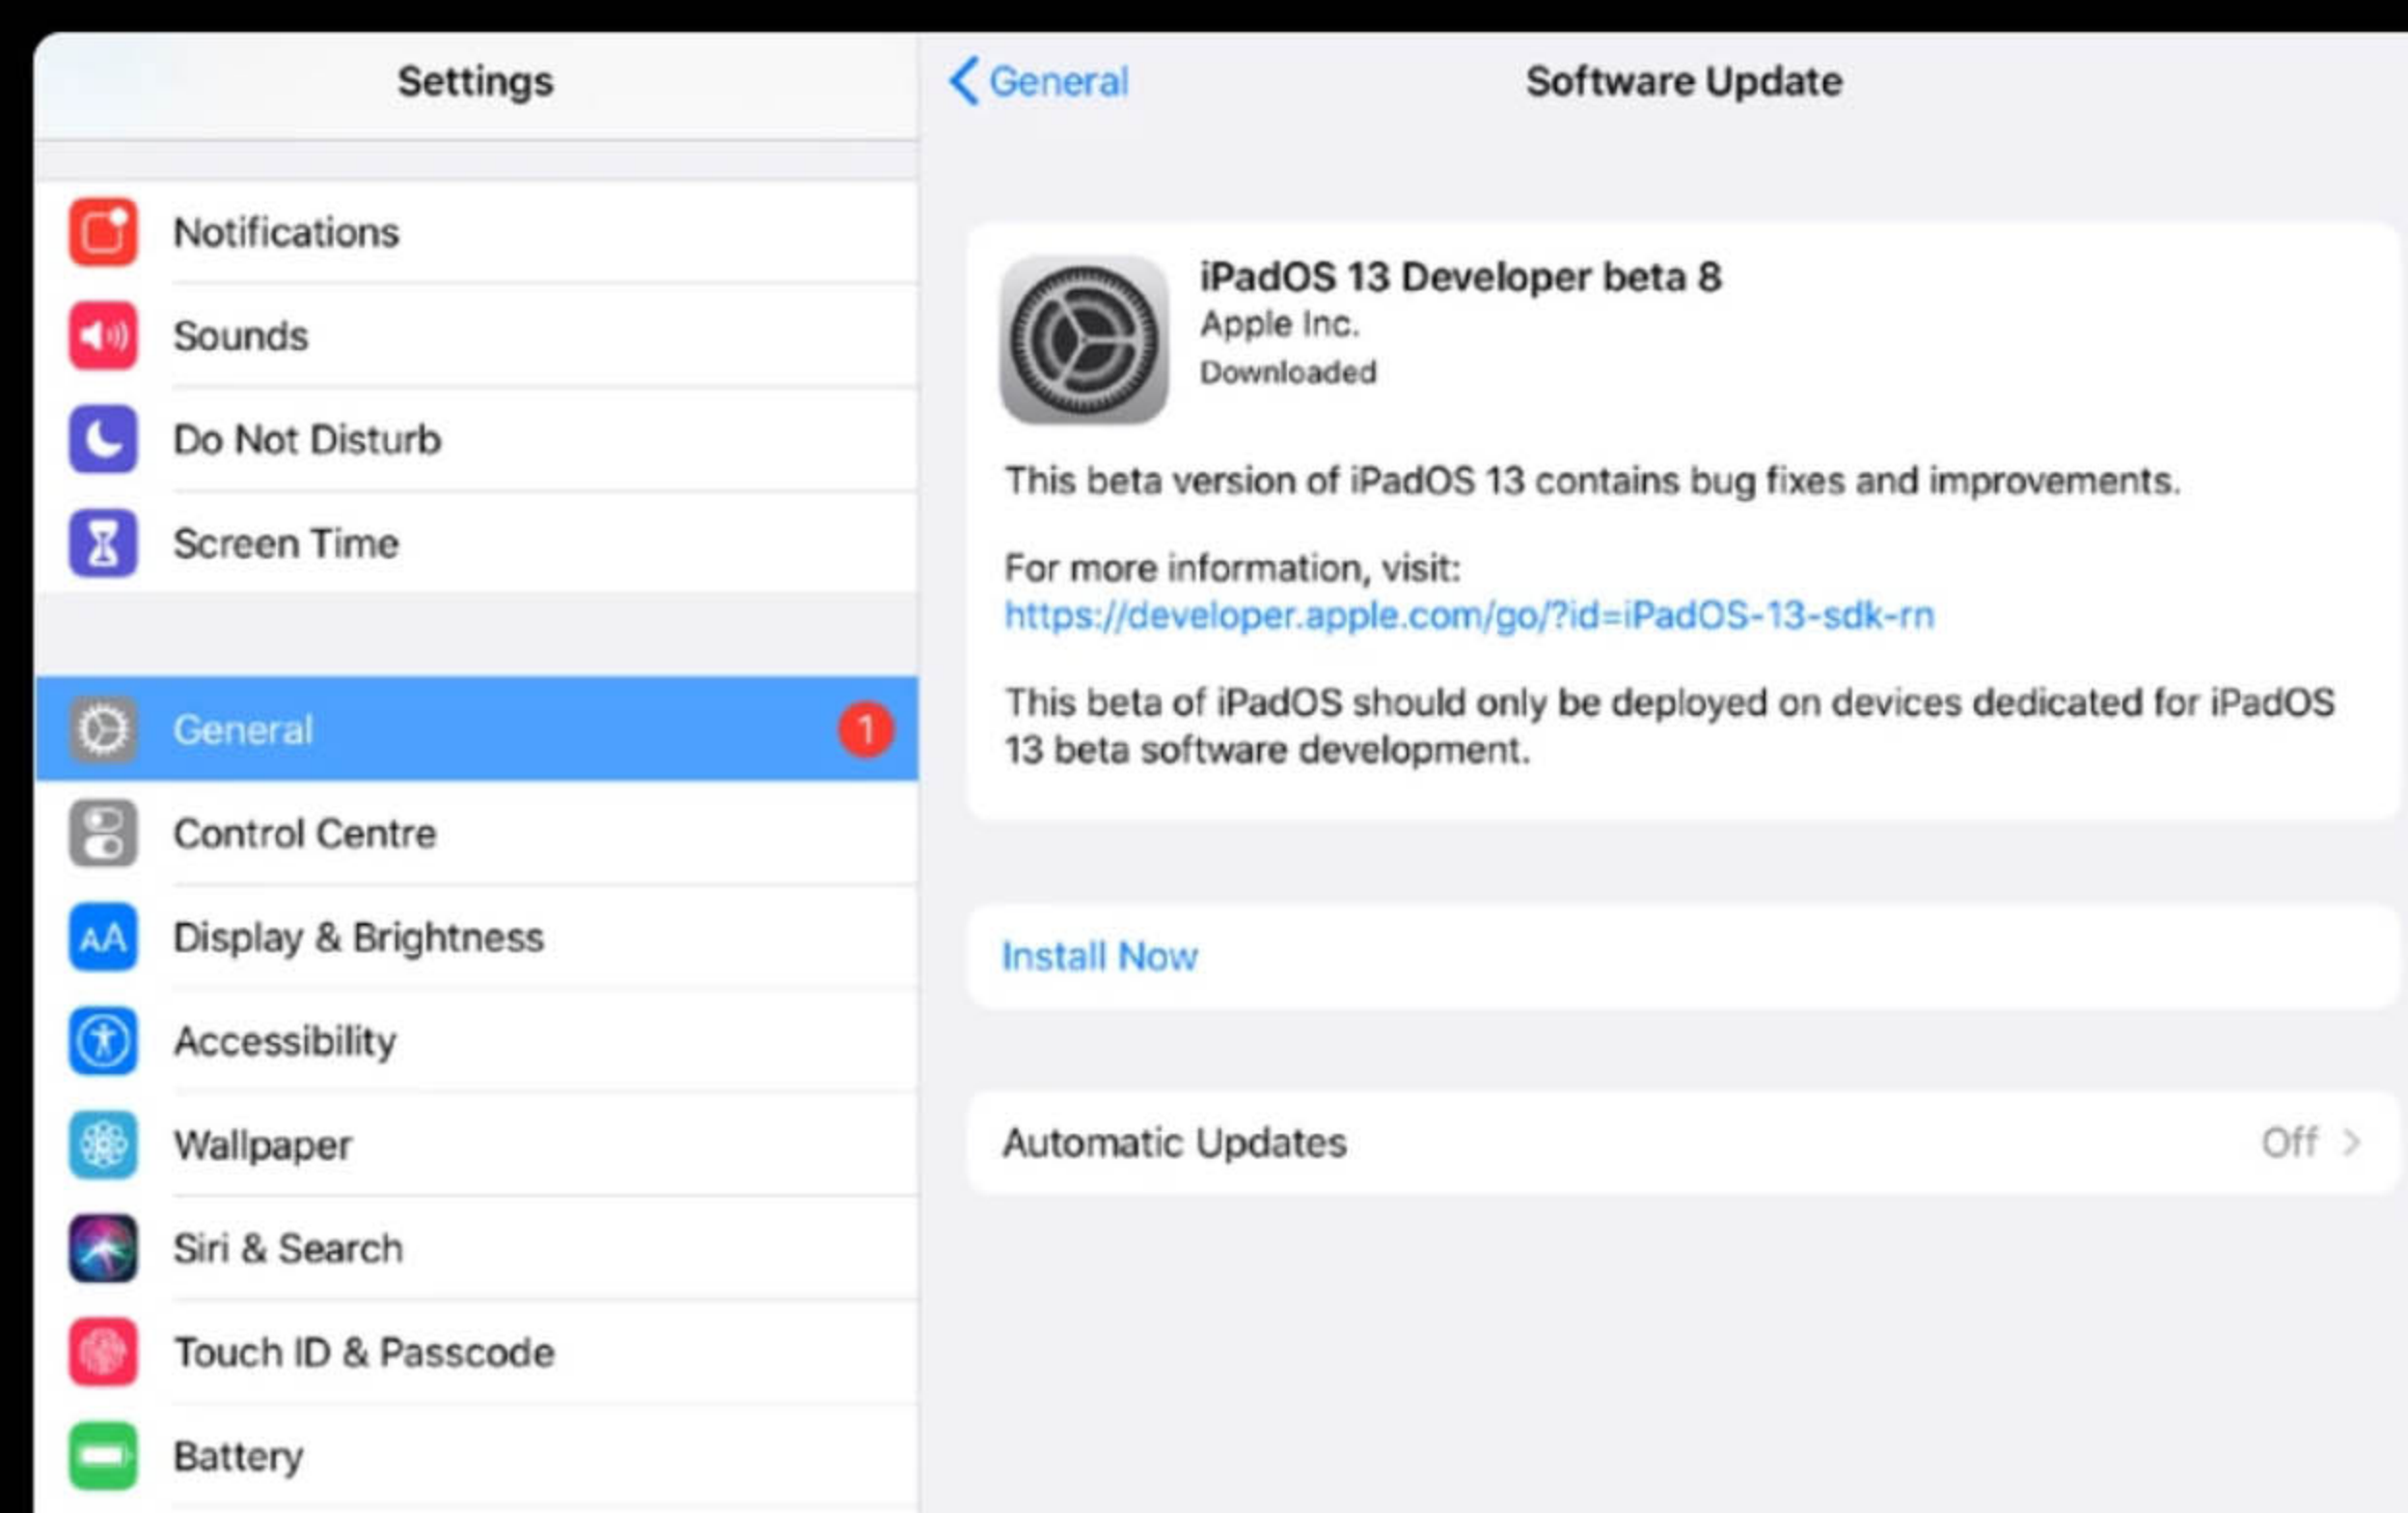 Settings
Notifications
Sounds
Do Not Disturb
Screen Time
General
1
Control Centre
AA
Display & Brightness
Accessibility
Wallpaper
Siri & Search
Touch ID & Passcode
Battery
General
Software Update
iPadOS 13 Developer beta 8
Apple Inc.
Downloaded
This beta version of iPadOS 13 contains bug fixes and improvements.
For more information, visit:
https://developer.apple.com/go/?id=iPadOS-13-sdk-rn
This beta of iPadOS should only be deployed on devices dedicated for iPadOS
13 beta software development.
Install Now
Automatic Updates
Off